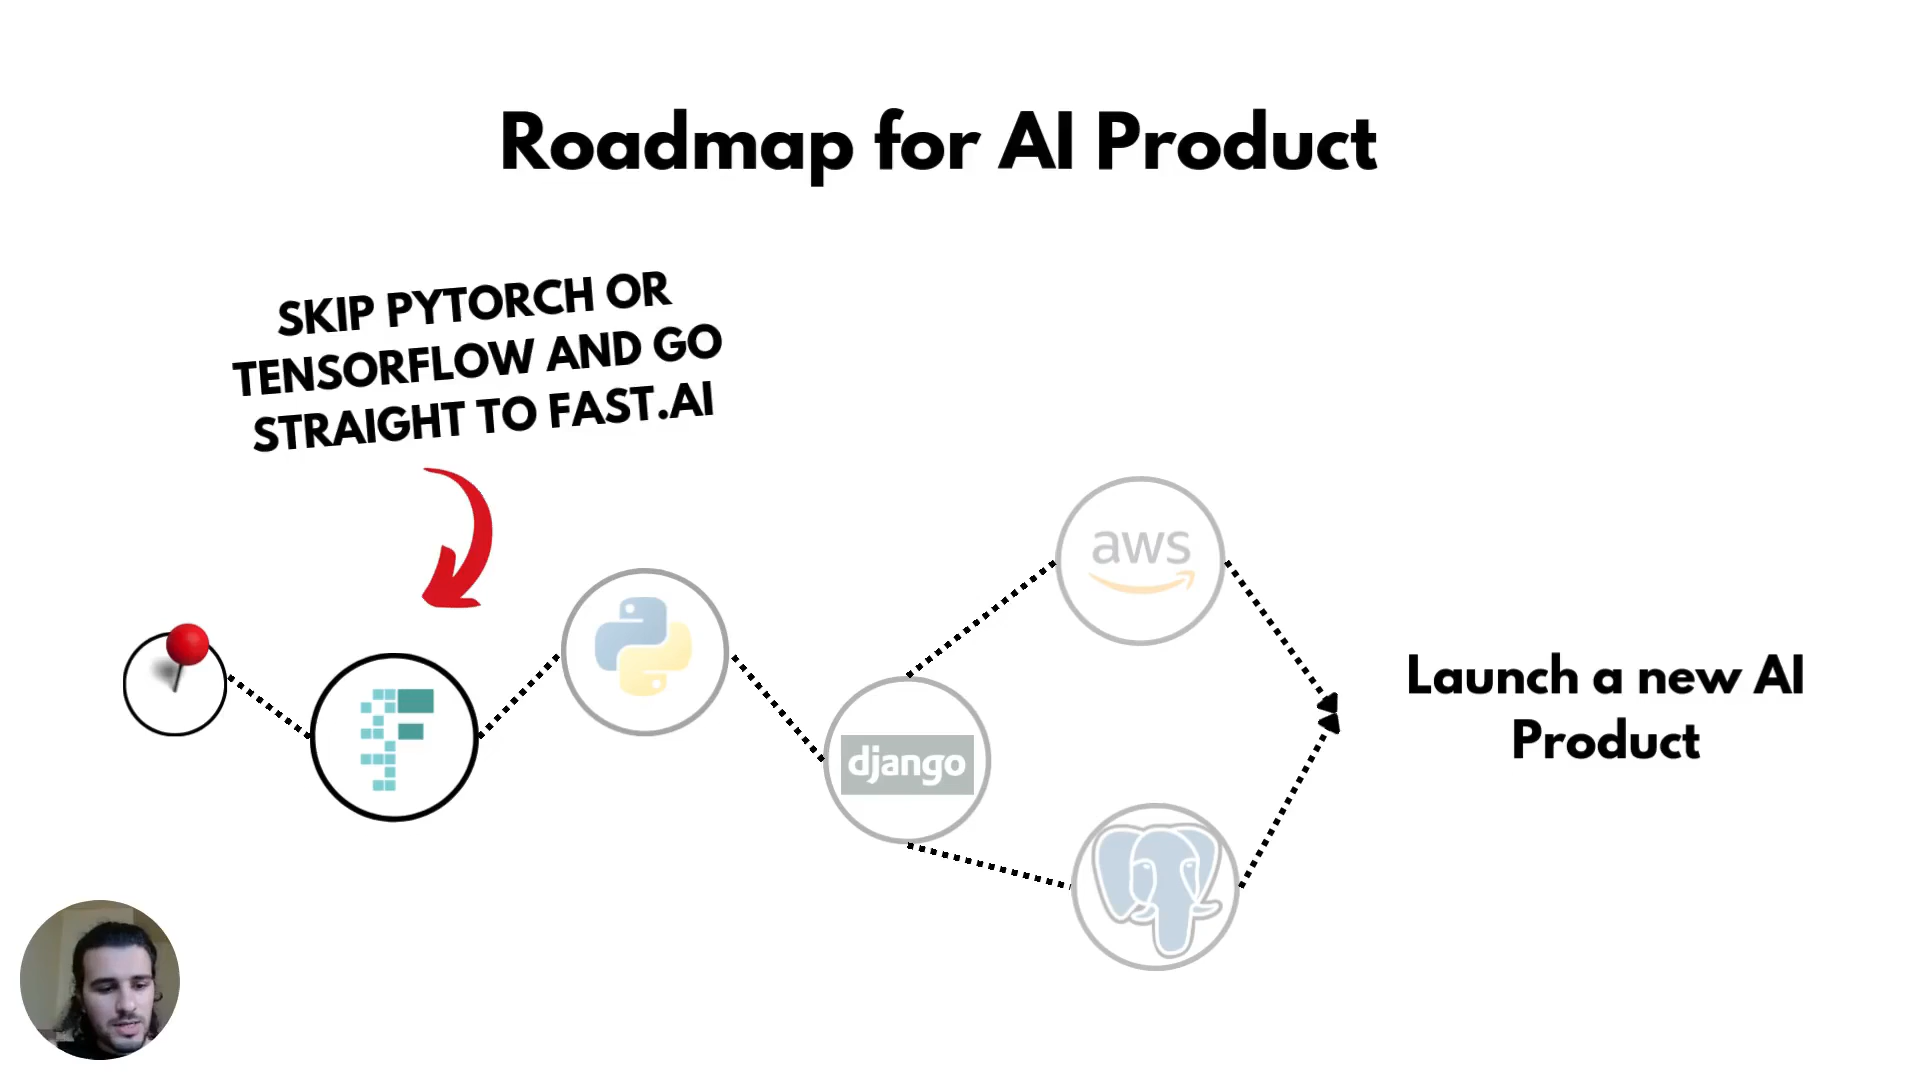 Roadmap for AI Product
SKIP PYTORCH OR
TENSORFLOW AND GO
STRAIGHT TO FAST.AI
aws
django
Launch a new AI
Product